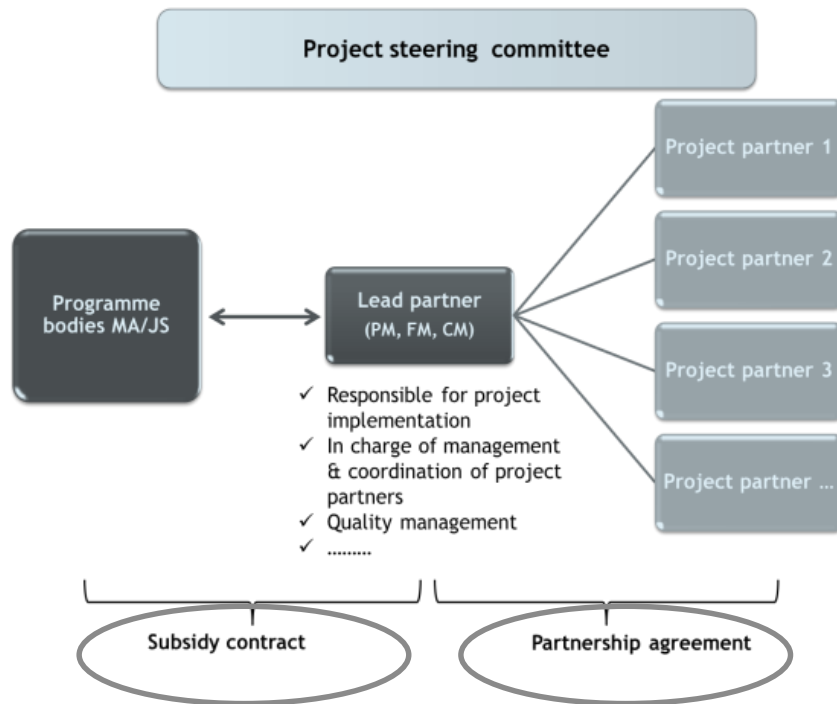 Project steering committee
Project partner 1
Project partner 2
Programme
bodies MA/JS
Lead partner
(PM, FM, CM)
Project partner 3
✓ Responsible for project
implementation
✓ In charge of management
& coordination of project
partners
✓ Quality management
✓ .........
Project partner ...
Subsidy contract
Partnership agreement